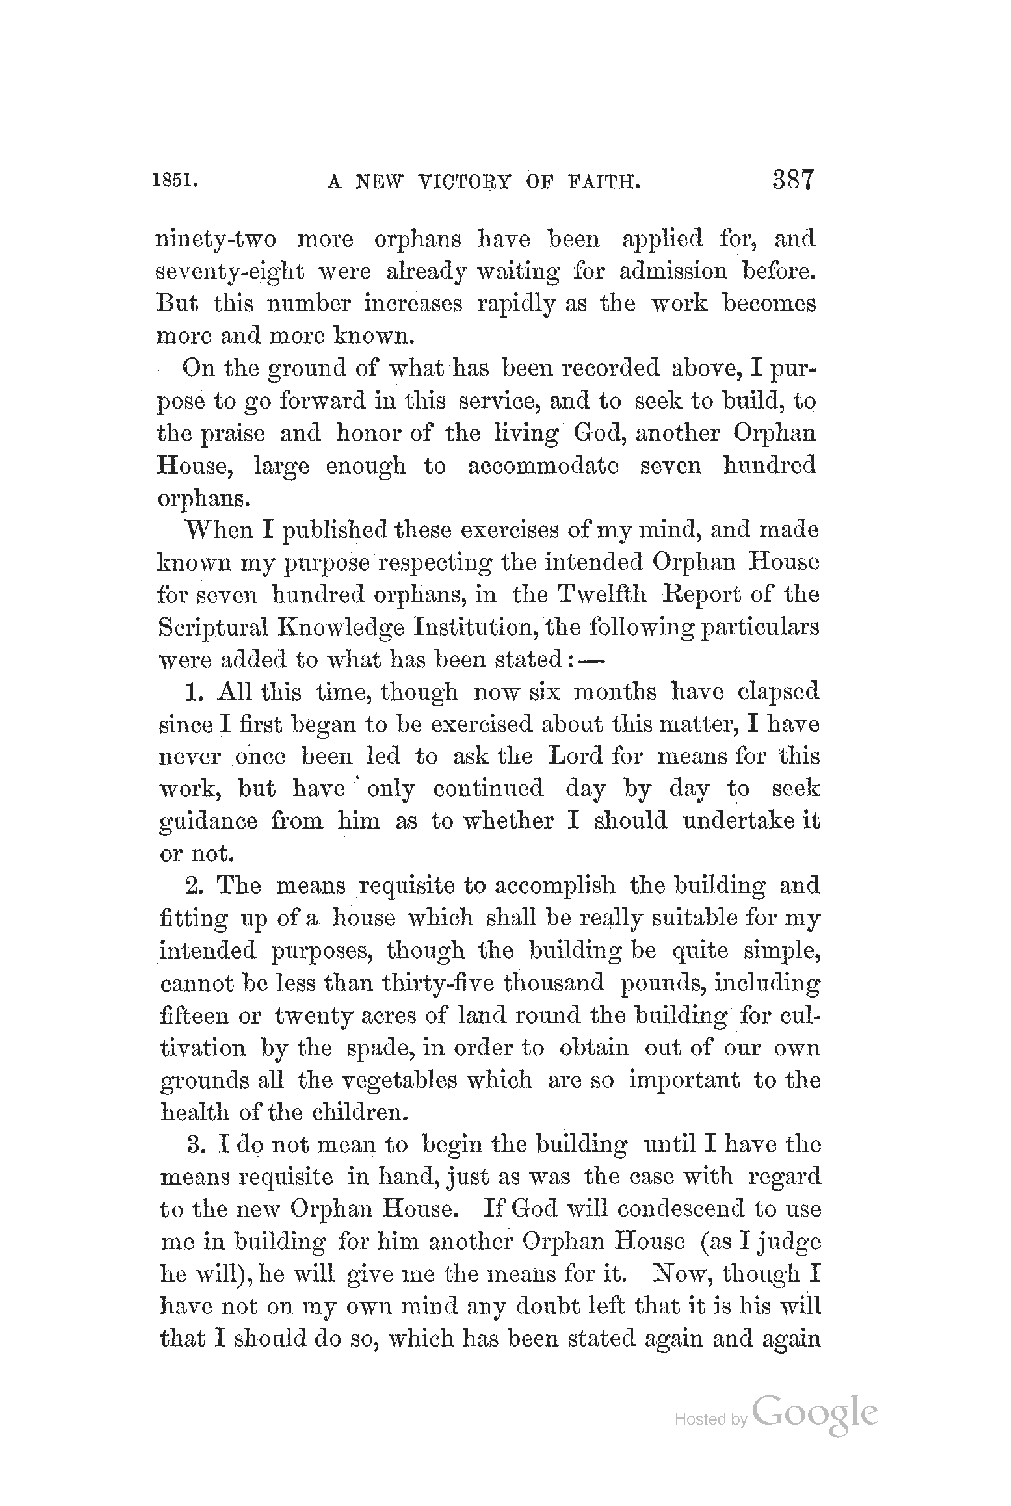 1851. A NEW VICTORY OF FAITH. 387
ninety-two more orphans have been applied for, and
seventy-eight were already waiting for admission before.
But this number increases rapidly as the work becomes
more and more known.
On the ground of what has been recorded above, I pur-
pose to go forward in this service, and to seek to build, to
the praise and honor of the living God, another Orphan
House, large enough to accommodate seven hundred
orphans.
When I published these exercises of my mind, and made
known my purpose respecting the intended Orphan House
for seven hundred orphans, in the Twelfth Report of the
Scriptural Knowledge Institution, the following particulars
were added to what has been stated:—
1. All this time, though now six months have elapsed
since I first began to be exercised about this matter, I have
never once been led to ask the Lord for means for this
work, but have only continued day by day to seek
guidance from him as to whether I should undertake it
or not.
2. The means requisite to accomplish the building and
fitting up of a house which shall be really suitable for my
intended purposes, though the building be quite simple,
cannot be less than thirty-five thousand pounds, including
fifteen or twenty acres of land round the building for cul-
tivation by the spade, in order to obtain out of our own
grounds all the vegetables which are so important to the
health of the children.
3. I do not mean to begin the building until I have the
means requisite in hand, just as was the case with regard
to the new Orphan House. If God will condescend to use
me in building for him another Orphan House (as I judge
he will), he will give me the means for it. Now, though I
have not on my own mind any doubt left that it is his will
that I should do so, which has been stated again and again
Hosted by Google